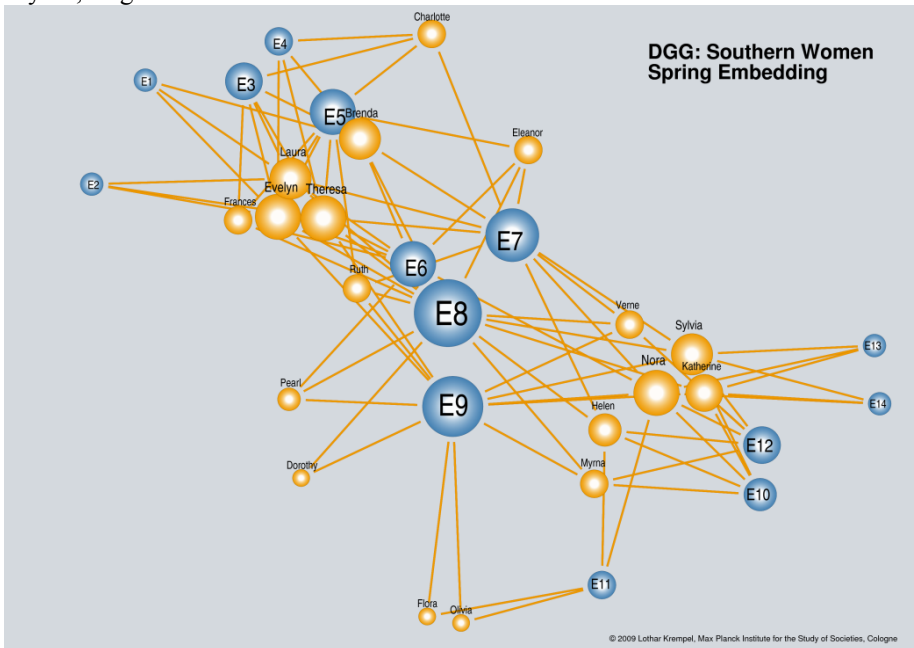 Charlotte
E4
DGG: Southern Women
Spring Embedding
E1
E3
E5
Brenda
Eleanor
Laura
E2
Evelyn
Theresa
Frances
E7
E6
Ruth
E8
Verne
Sylvia
E13
Nora
Katherine
Pearl
E9
E14
Helen
E12
Myrna
Dorothy
E10
E11
Flora
Olivia
© 2009 Lothar Krempel, Max Planck Institute for the Study of Societies, Cologne